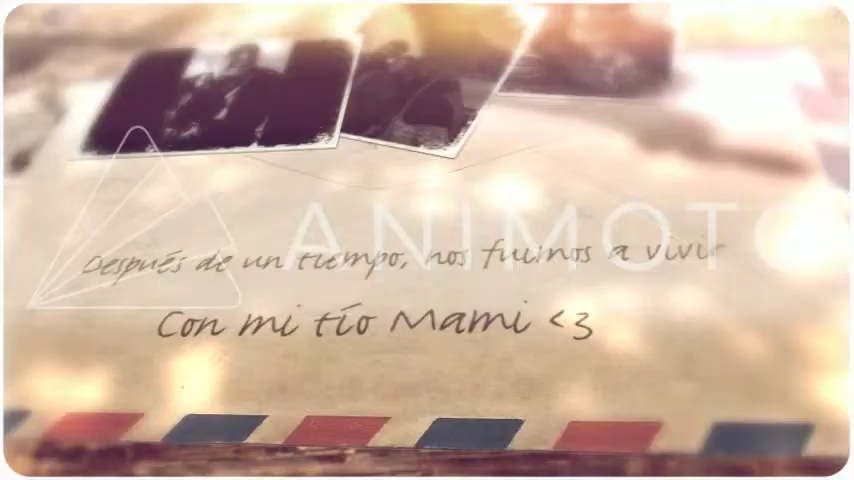 ANIMOTO
Después de un tiempo, nos fuimos a vivir
Con mi tío Mami <3